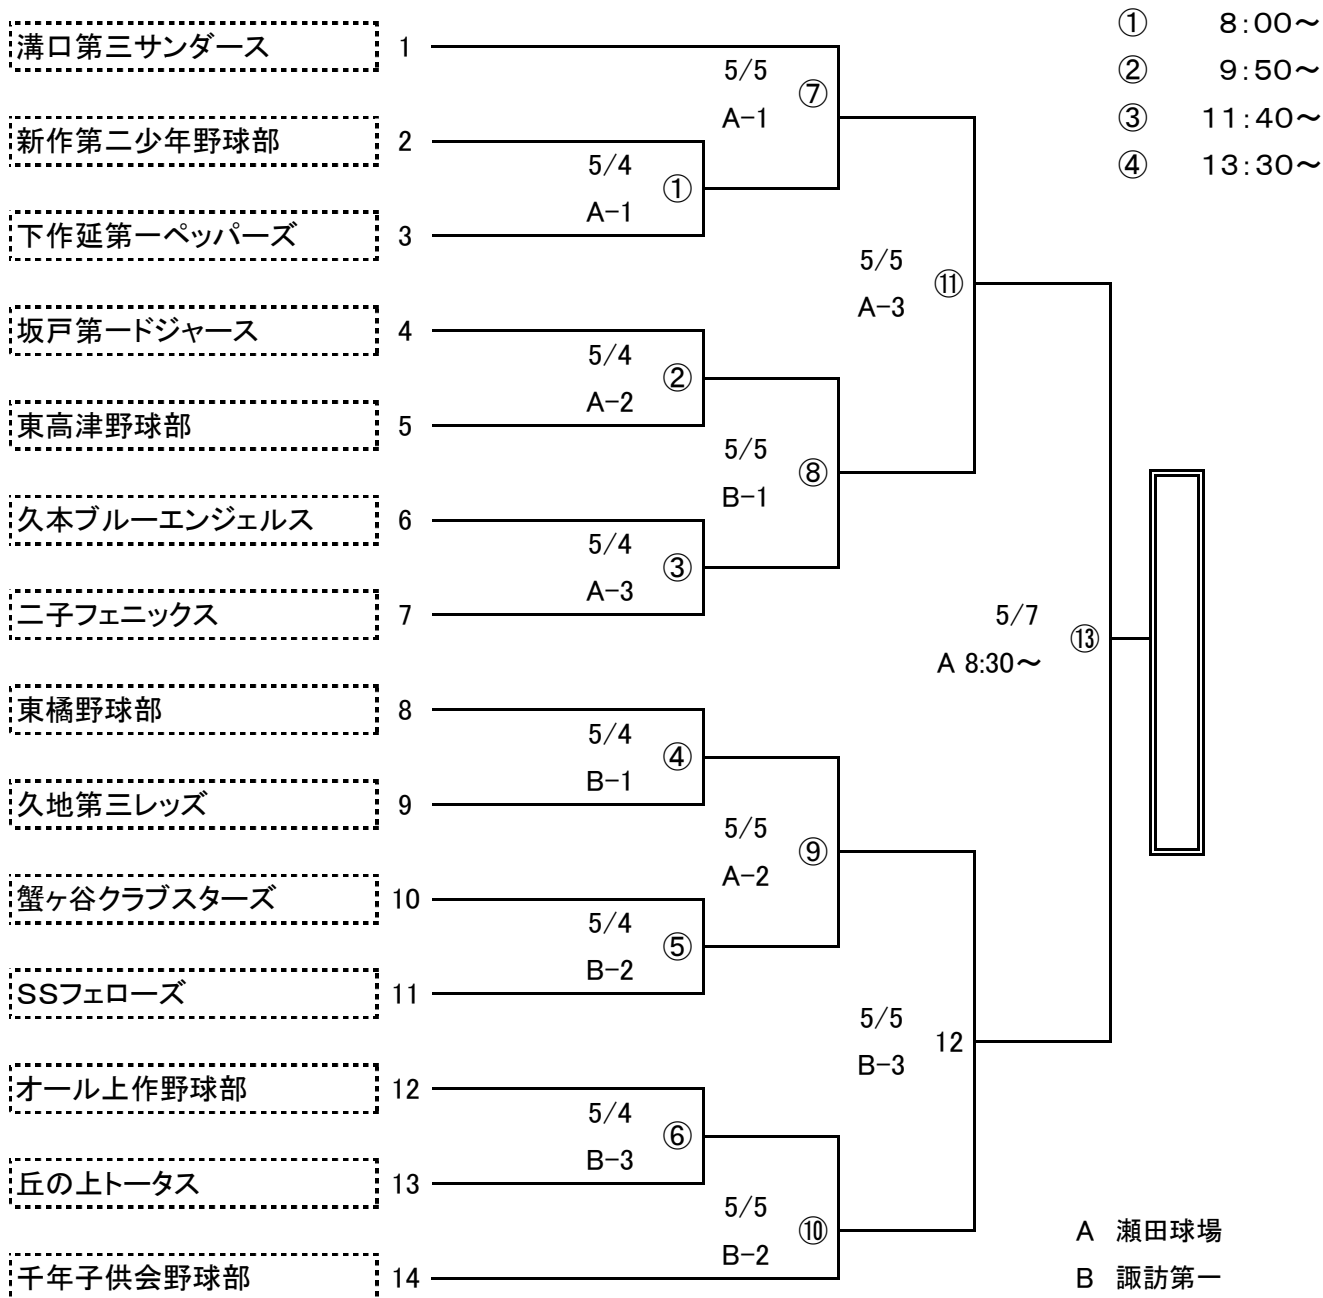 ① 8:00～
溝口第三サンダース 1
5/5
② 9:50～
⑦
A-1
③ 11:40～
新作第二少年野球部 2
5/4
④ 13:30～
①
A-1
下作延第一ペッパーズ 3
5/5
⑪
A-3
坂戸第一ドジャース 4
5/4
②
A-2
東高津野球部 5
5/5
⑧
B-1
久本ブルーエンジェルス 6
5/4
③
A-3
二子フェニックス 7
5/7
⑬
A 8:30～
東橘野球部 8
5/4
④
B-1
久地第三レッズ 9
5/5
⑨
A-2
蟹ヶ谷クラブスターズ 10
5/4
⑤
B-2
SSフェローズ 11
5/5
12
B-3
オール上作野球部 12
5/4
⑥
B-3
丘の上トータス 13
5/5
⑩
B-2
A 瀬田球場
千年子供会野球部 14
B 諏訪第一